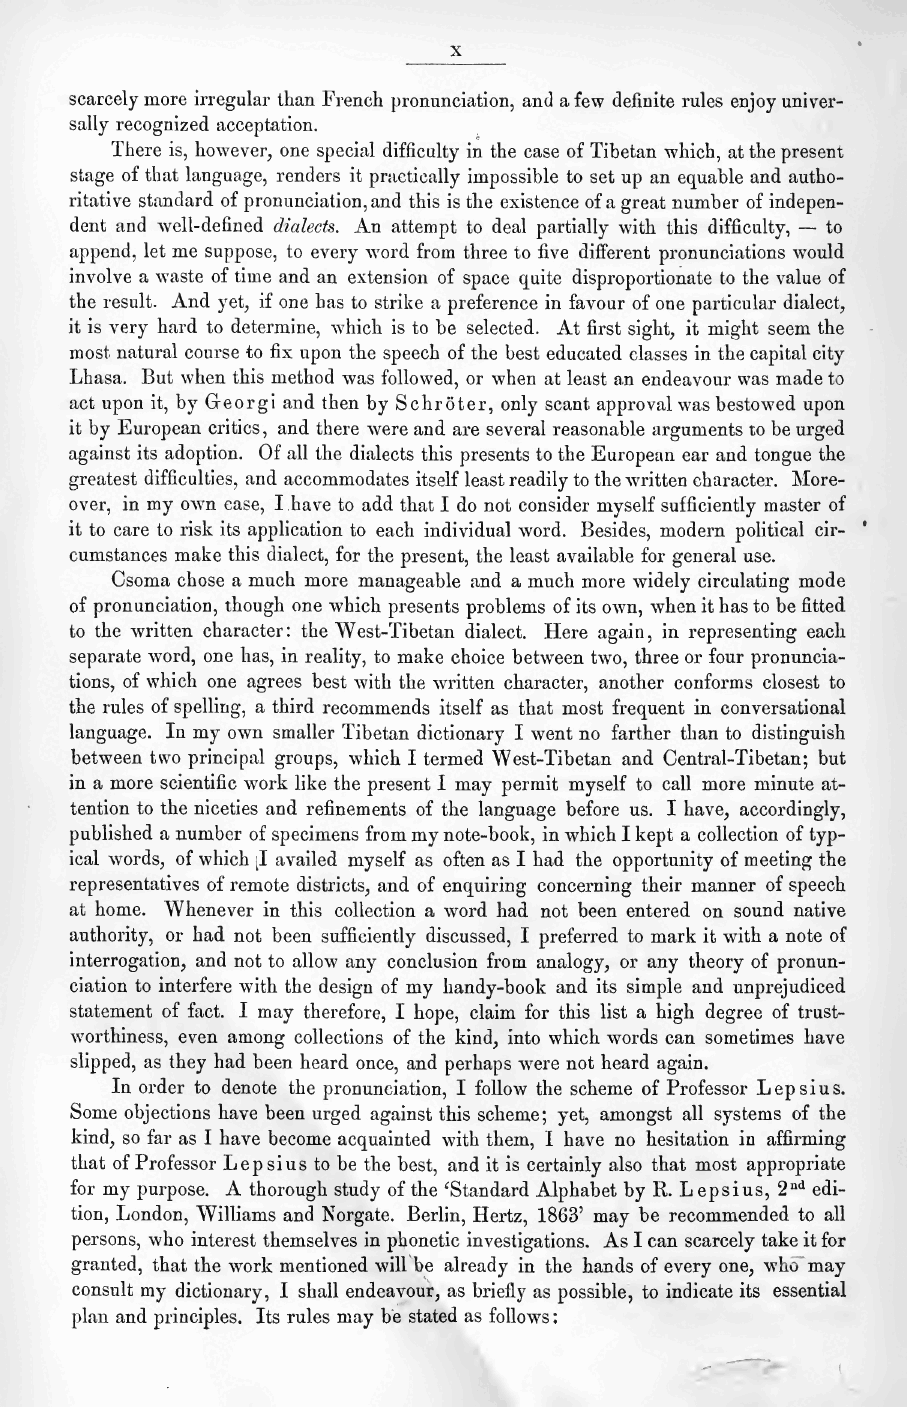 X
scarcely more irregular than French pronunciation, and a few definite rules enjoy univer-
sally recognized acceptation.
There is, however, one special difficulty in the case of Tibetan which, at the present
stage of that language, renders it practically impossible to set up an equable and autho-
ritative standard of pronunciation, and this is the existence of a great number of indepen-
dent and well-defined dialects. An attempt to deal partially with this difficulty, — to
append, let me suppose, to every word from three to five different pronunciations would
involve a waste of time and an extension of space quite disproportionate to the value of
the result. And yet, if one has to strike a preference in favour of one particular dialect,
it is very hard to determine, which is to be selected. At first sight, it might seem the
most natural course to fix upon the speech of the best educated classes in the capital city
Lhasa. But when this method was followed, or when at least an endeavour was made to
act upon it, by Georgi and then by Schröter, only scant approval was bestowed upon
it by European critics, and there were and are several reasonable arguments to be urged
against its adoption. Of all the dialects this presents to the European ear and tongue the
greatest difficulties, and accommodates itself least readily to the written character. More-
over, in my own case, I have to add that I do not consider myself sufficiently master of
it to care to risk its application to each individual word. Besides, modern political cir-
cumstances make this dialect, for the present, the least available for general use.
Csoma chose a much more manageable and a much more widely circulating mode
of pronunciation, though one which presents problems of its own, when it has to be fitted
to the written character: the West-Tibetan dialect. Here again, in representing each
separate word, one has, in reality, to make choice between two, three or four pronuncia-
tions, of which one agrees best with the written character, another conforms closest to
the rules of spelling, a third recommends itself as that most frequent in conversational
language. In my own smaller Tibetan dictionary I went no farther than to distinguish
between two principal groups, which I termed West-Tibetan and Central-Tibetan; but
in a more scientific work like the present I may permit myself to call more minute at-
tention to the niceties and refinements of the language before us. I have, accordingly,
published a number of specimens from my note-book, in which I kept a collection of typ-
ical words, of which I availed myself as often as I had the opportunity of meeting the
representatives of remote districts, and of enquiring concerning their manner of speech
at home. Whenever in this collection a word had not been entered on sound native
authority, or had not been sufficiently discussed, I preferred to mark it with a note of
interrogation, and not to allow any conclusion from analogy, or any theory of pronun-
ciation to interfere with the design of my handy-book and its simple and unprejudiced
statement of fact. I may therefore, I hope, claim for this list a high degree of trust-
worthiness, even among collections of the kind, into which words can sometimes have
slipped, as they had been heard once, and perhaps were not heard again.
In order to denote the pronunciation, I follow the scheme of Professor Lepsius.
Some objections have been urged against this scheme; yet, amongst all systems of the
kind, so far as I have become acquainted with them, I have no hesitation in affirming
that of Professor Lepsius to be the best, and it is certainly also that most appropriate
for my purpose. A thorough study of the ‘Standard Alphabet by R. Lepsius, 2nd edi-
tion, London, Williams and Norgate. Berlin, Hertz, 1863’ may be recommended to all
persons, who interest themselves in phonetic investigations. As I can scarcely take it for
granted, that the work mentioned will be already in the hands of every one, who may
consult my dictionary, I shall endeavour, as briefly as possible, to indicate its essential
plan and principles. Its rules may be stated as follows: